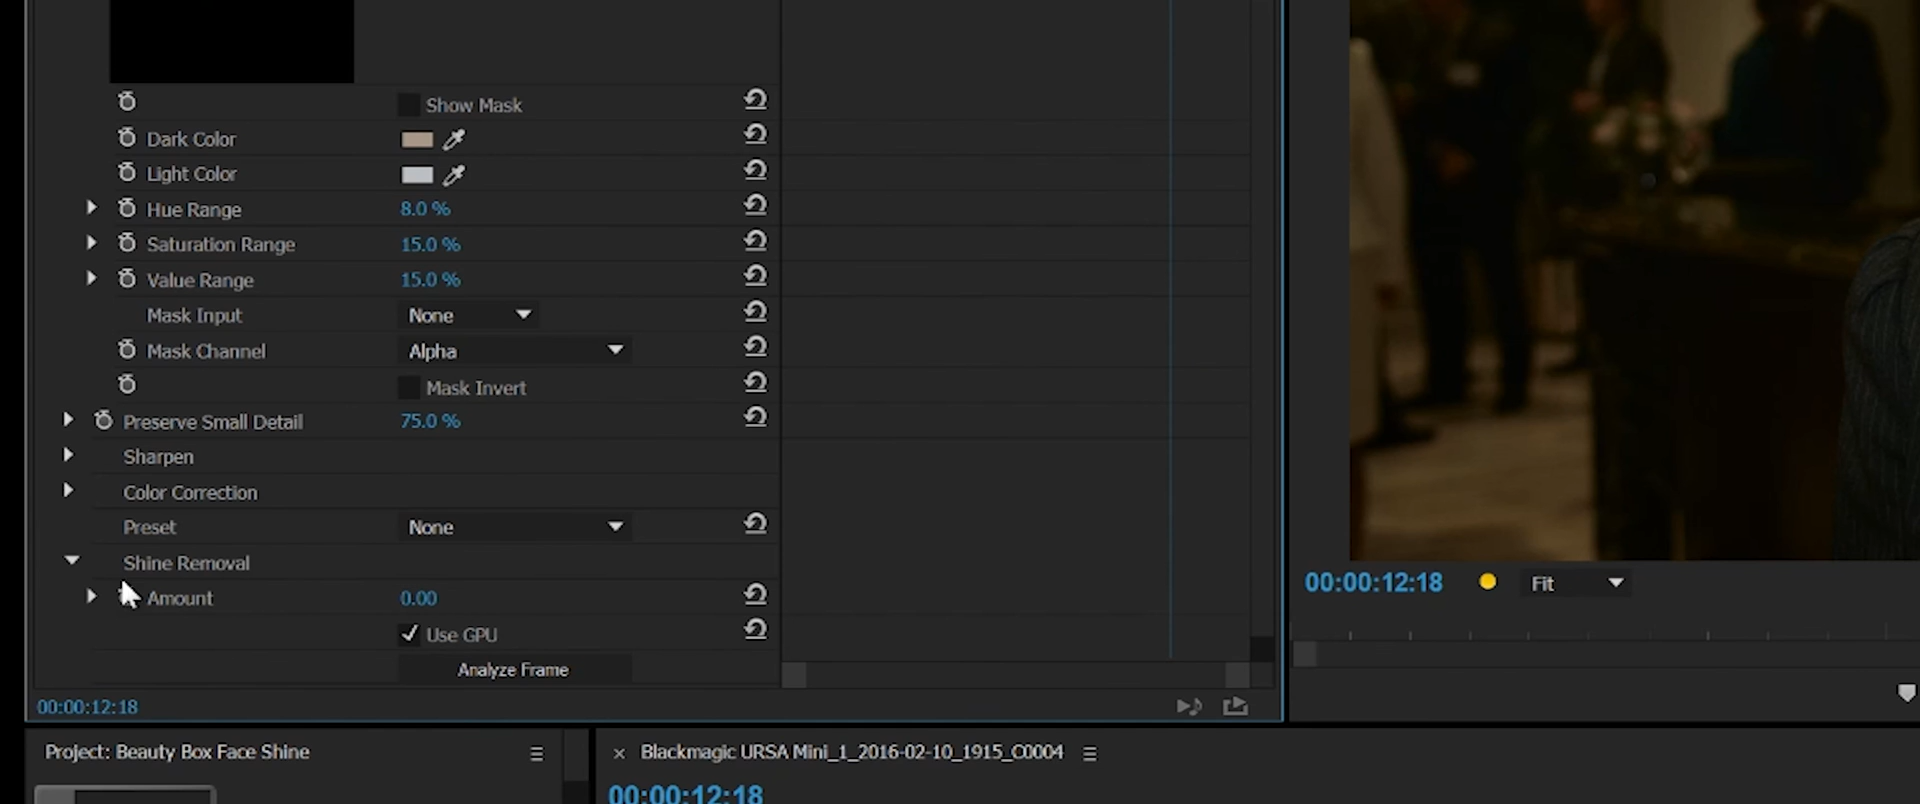 Show Mask
Dark Color
Light Color
Hue Range 8.0 %
Saturation Range 15.0 %
Value Range 15.0 %
Mask Input None
Mask Channel Alpha
Mask Invert
Preserve Small Detail 75.0 %
Sharpen
Color Correction
Preset None
Shine Removal
Amount 0.00
Use GPU
Analyze Frame
00:00:12:18
00:00:12:18 Fit
Project: Beauty Box Face Shine
× Blackmagic URSA Mini_1_2016-02-10_1915_C0004
00:00:12:18